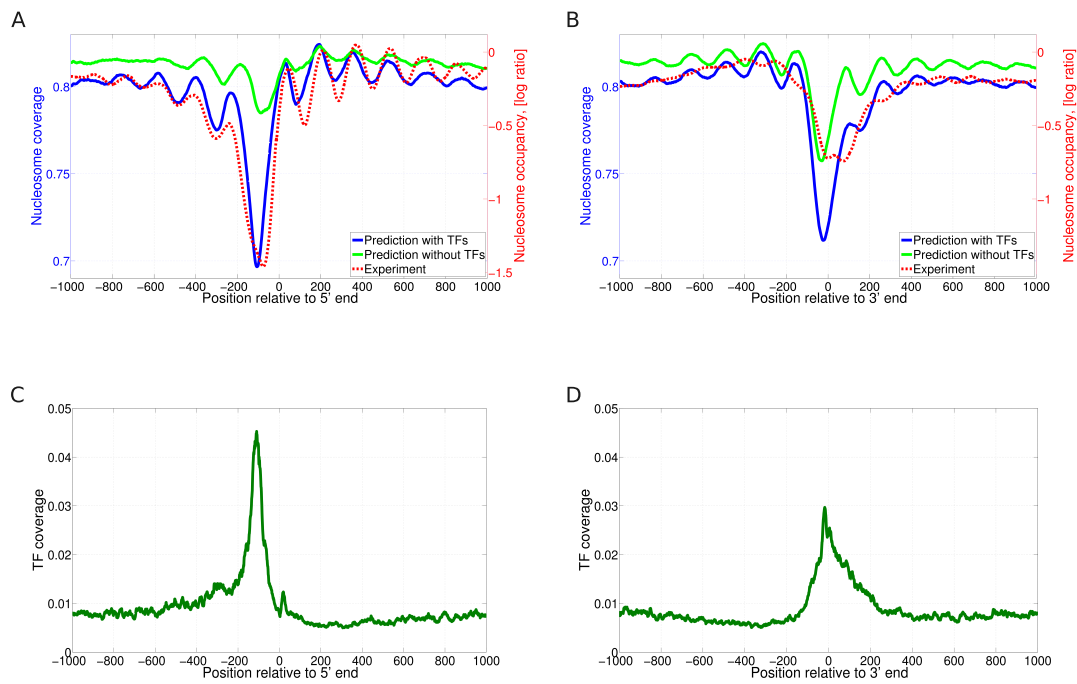 A
Nucleosome coverage
0.8
0.75
0.7
0
−0.5
−1
−1.5
Nucleosome occupancy, [log ratio]
Prediction with TFs
Prediction without TFs
Experiment
−1000 −800 −600 −400 −200 0 200 400 600 800 1000
Position relative to 5' end
B
Nucleosome coverage
0.8
0.75
0.7
0
−0.5
−1
Nucleosome occupancy, [log ratio]
Prediction with TFs
Prediction without TFs
Experiment
−1000 −800 −600 −400 −200 0 200 400 600 800 1000
Position relative to 3' end
C
TF coverage
0.05
0.04
0.03
0.02
0.01
0
−1000 −800 −600 −400 −200 0 200 400 600 800 1000
Position relative to 5' end
D
TF coverage
0.05
0.04
0.03
0.02
0.01
0
−1000 −800 −600 −400 −200 0 200 400 600 800 1000
Position relative to 3' end